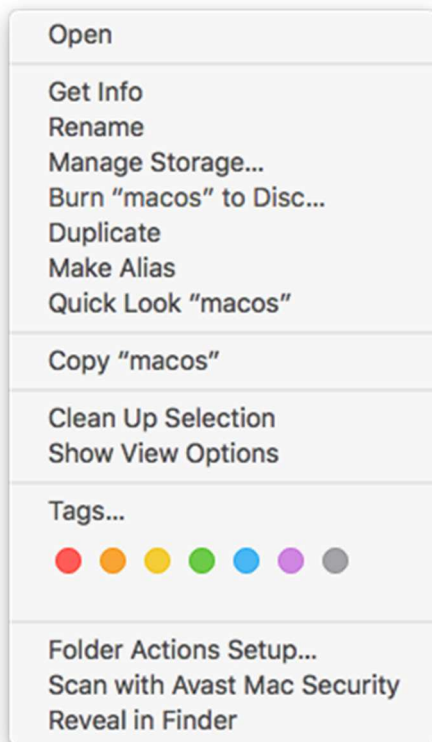 Open
Get Info
Rename
Manage Storage...
Burn “macos” to Disc...
Duplicate
Make Alias
Quick Look “macos”
Copy “macos”
Clean Up Selection
Show View Options
Tags...
Folder Actions Setup...
Scan with Avast Mac Security
Reveal in Finder